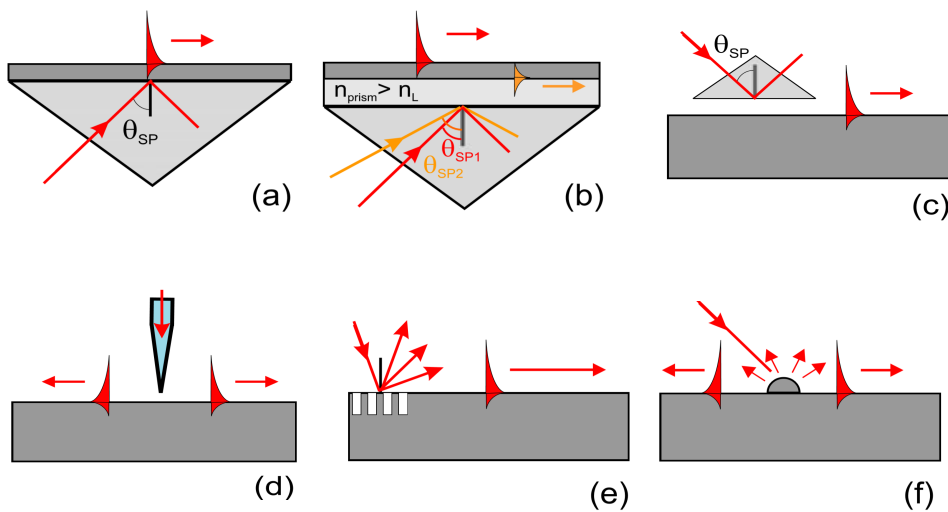 θSP
(a)
nprism> nL
θSP1
θSP2
(b)
θSP
(c)
(d)
(e)
(f)